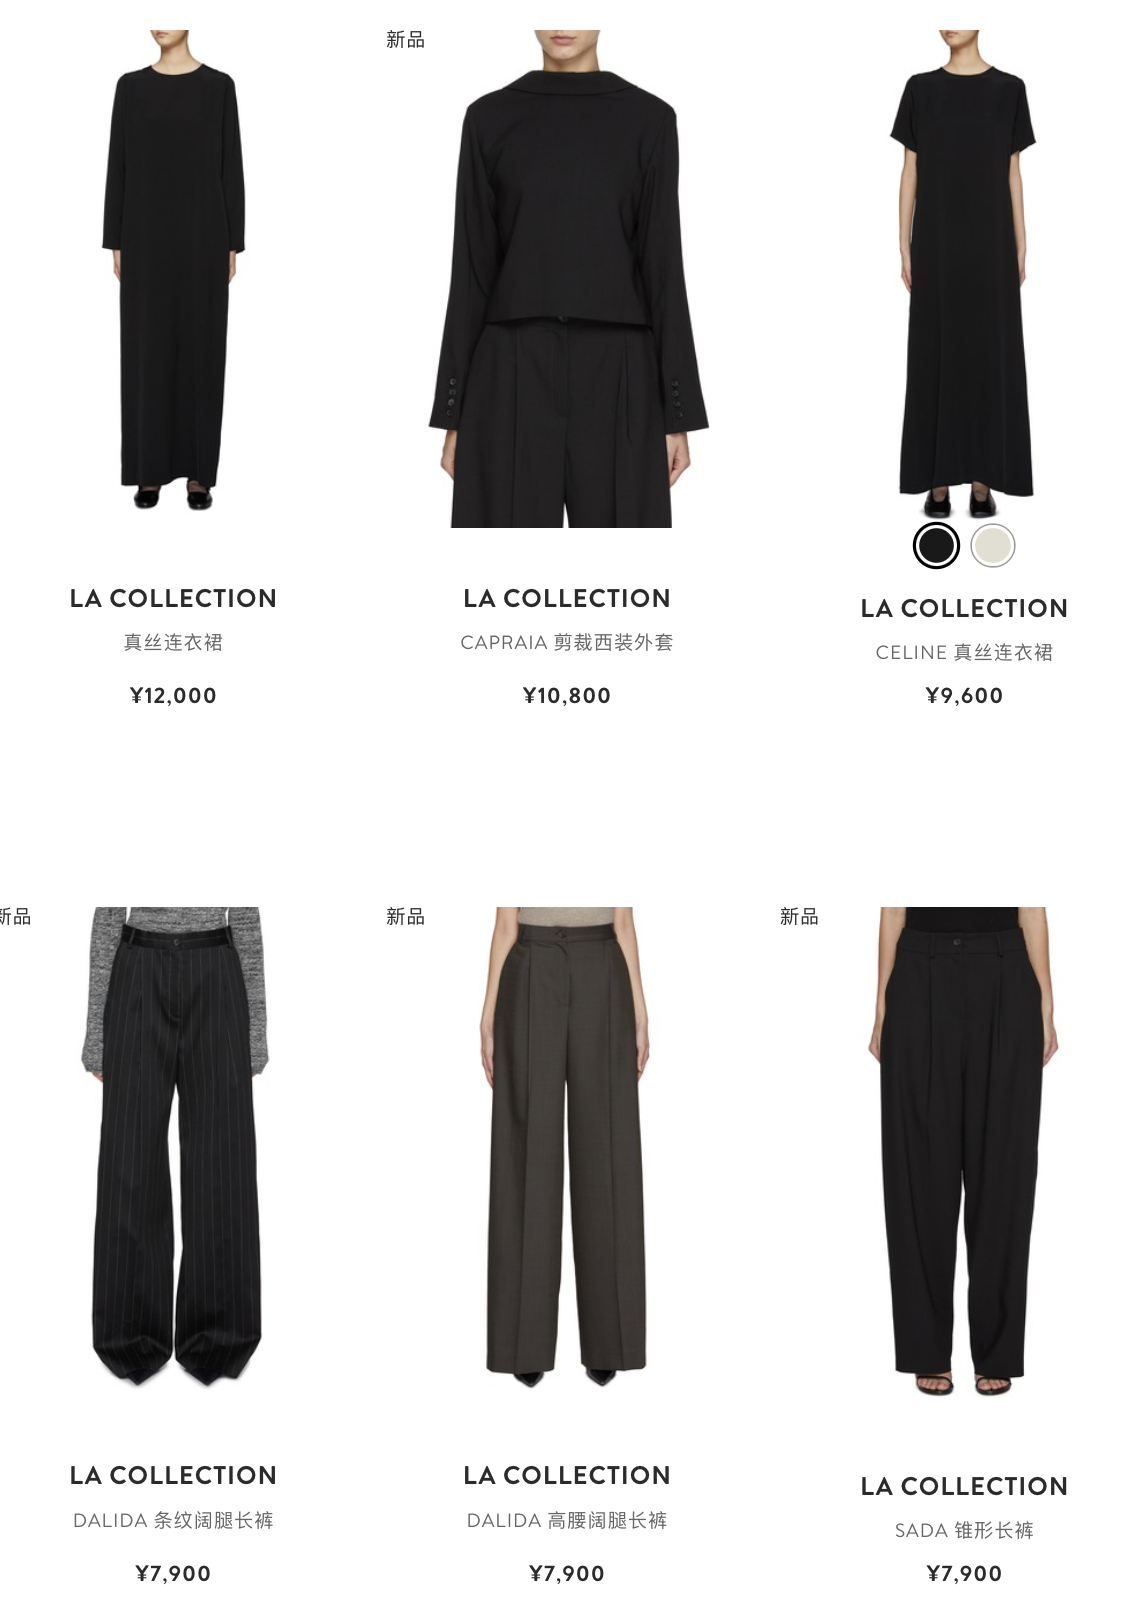 新品
LA COLLECTION
真丝连衣裙
¥12,000
LA COLLECTION
CAPRAIA 剪裁西装外套
¥10,800
LA COLLECTION
CELINE 真丝连衣裙
¥9,600
新品
新品
新品
LA COLLECTION
DALIDA 条纹阔腿长裤
¥7,900
LA COLLECTION
DALIDA 高腰阔腿长裤
¥7,900
LA COLLECTION
SADA 锥形长裤
¥7,900